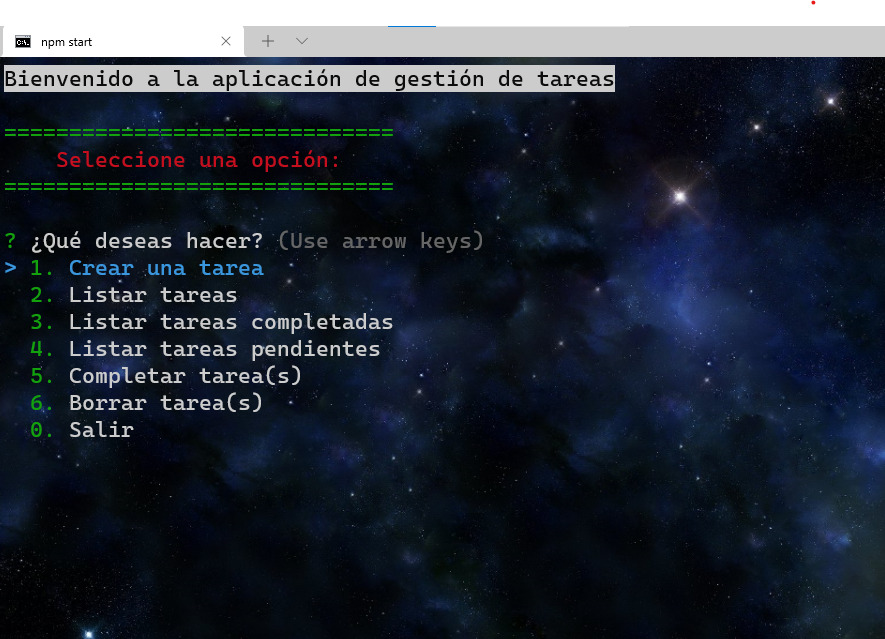 npm start
Bienvenido a la aplicación de gestión de tareas
==============================
Seleccione una opción:
==============================
? ¿Qué deseas hacer? (Use arrow keys)
> 1. Crear una tarea
2. Listar tareas
3. Listar tareas completadas
4. Listar tareas pendientes
5. Completar tarea(s)
6. Borrar tarea(s)
0. Salir